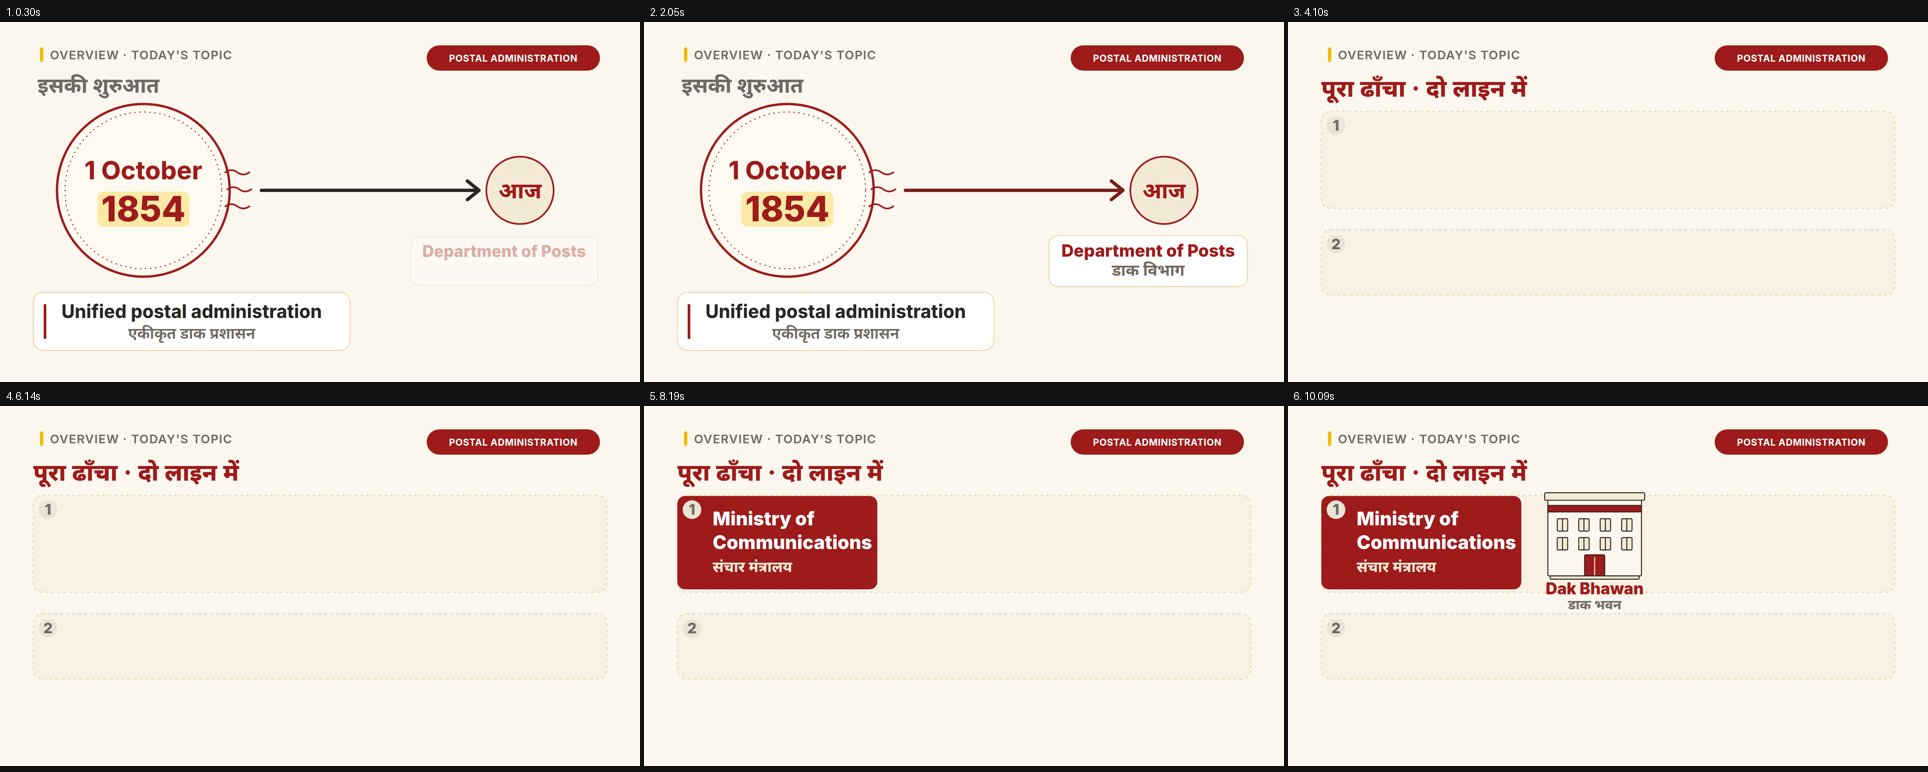 1. 0.30s
OVERVIEW · TODAY'S TOPIC
POSTAL ADMINISTRATION
इसकी शुरुआत
1 October
1854
आज
Department of Posts
Unified postal administration
एकीकृत डाक प्रशासन
2. 2.05s
OVERVIEW · TODAY'S TOPIC
POSTAL ADMINISTRATION
इसकी शुरुआत
1 October
1854
आज
Department of Posts
डाक विभाग
Unified postal administration
एकीकृत डाक प्रशासन
3. 4.10s
OVERVIEW · TODAY'S TOPIC
POSTAL ADMINISTRATION
पूरा ढाँचा · दो लाइन में
1
2
4. 6.14s
OVERVIEW · TODAY'S TOPIC
POSTAL ADMINISTRATION
पूरा ढाँचा · दो लाइन में
1
2
5. 8.19s
OVERVIEW · TODAY'S TOPIC
POSTAL ADMINISTRATION
पूरा ढाँचा · दो लाइन में
1
Ministry of
Communications
संचार मंत्रालय
2
6. 10.09s
OVERVIEW · TODAY'S TOPIC
POSTAL ADMINISTRATION
पूरा ढाँचा · दो लाइन में
1
Ministry of
Communications
संचार मंत्रालय
Dak Bhawan
डाक भवन
2